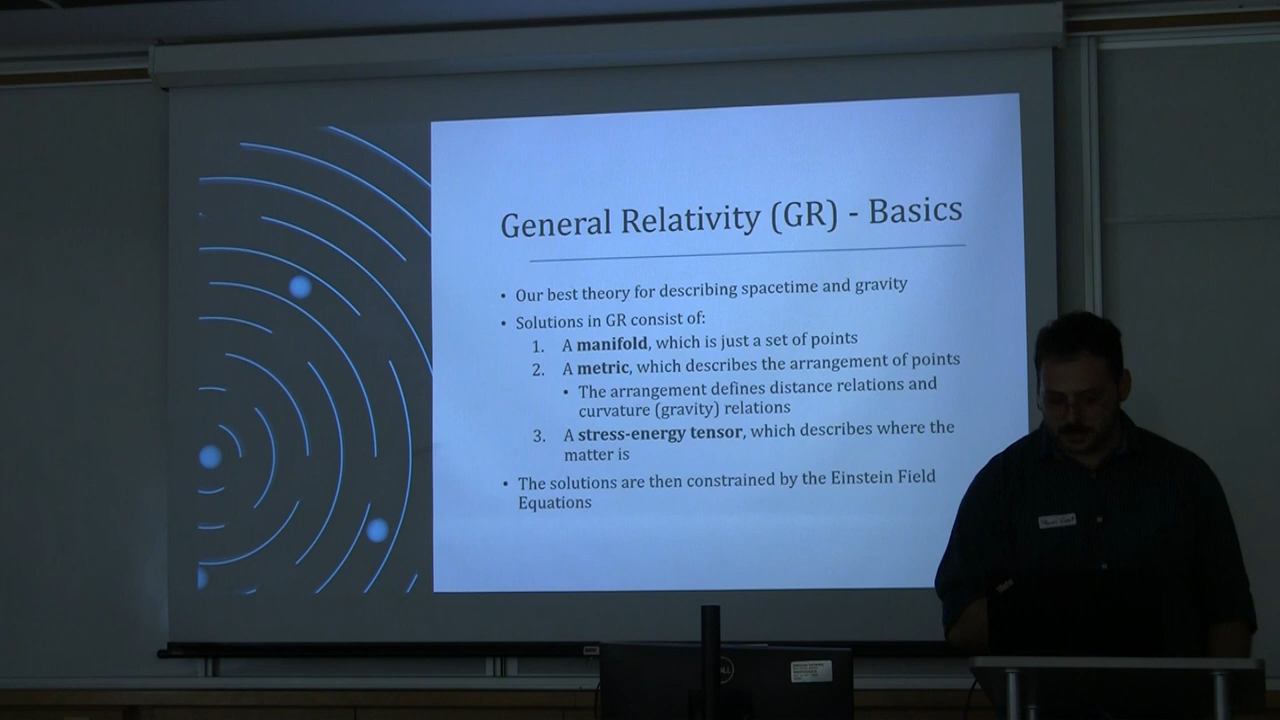 General Relativity (GR) - Basics
• Our best theory for describing spacetime and gravity
• Solutions in GR consist of:
1. A manifold, which is just a set of points
2. A metric, which describes the arrangement of points
• The arrangement defines distance relations and
curvature (gravity) relations
3. A stress-energy tensor, which describes where the
matter is
• The solutions are then constrained by the Einstein Field
Equations
DELL